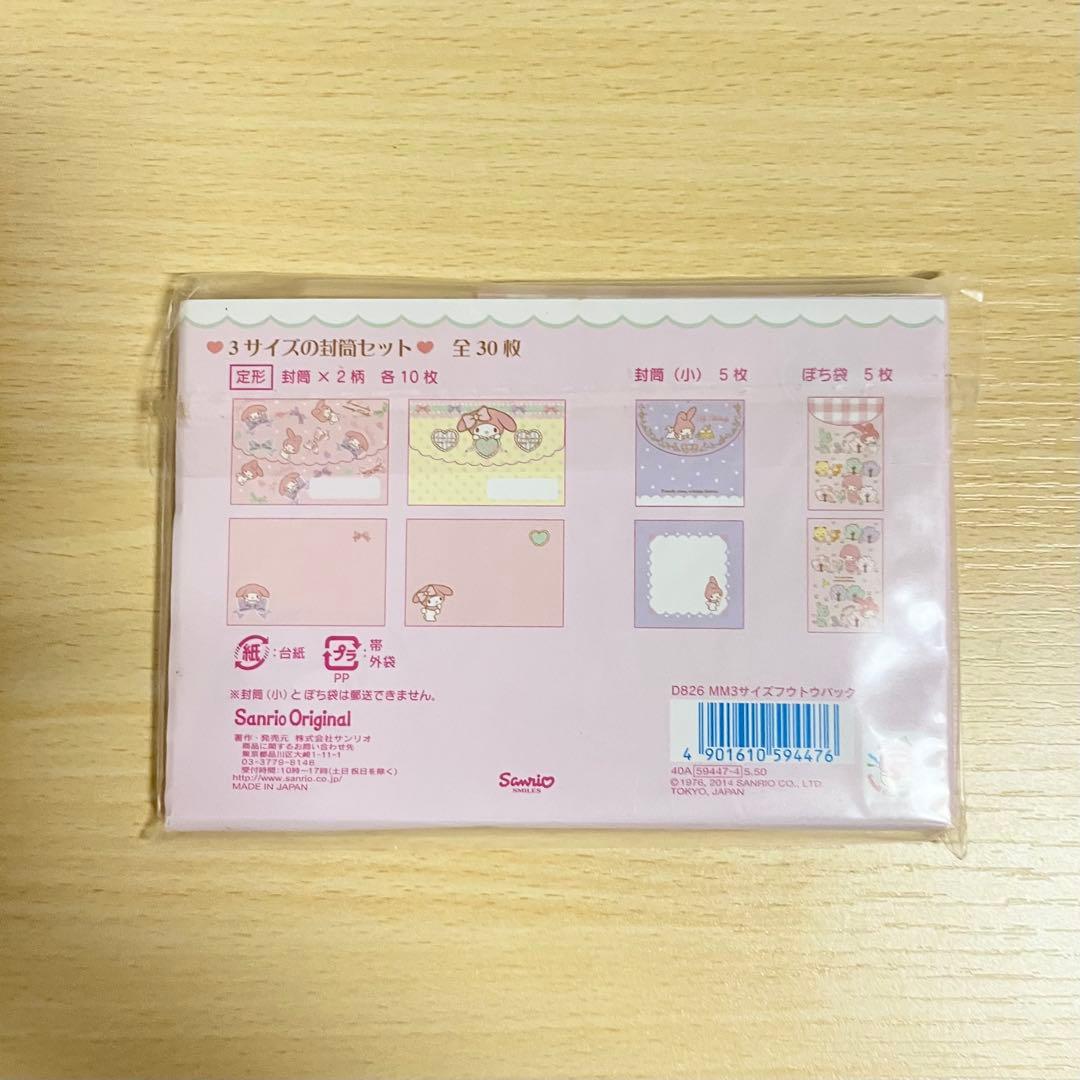 3サイズの封筒セット 全30枚
定形 封筒×2柄 各10枚
封筒(小) 5枚
ぽち袋 5枚
紙:台紙
プラ:帯
外袋
PP
※封筒(小)とぽち袋は郵送できません。
Sanrio Original
著作・発売元 株式会社サンリオ
商品に関するお問い合わせ先
東京都品川区大崎1-11-1
03-3779-8148
受付時間:10時〜17時(土日祝日を除く)
http://www.sanrio.co.jp/
MADE IN JAPAN
Sanrio
SMILES
D826 MM3サイズフウトウパック
4 901610 594476
40A 59447-4 5.50
©1976, 2014 SANRIO CO., LTD.
TOKYO, JAPAN